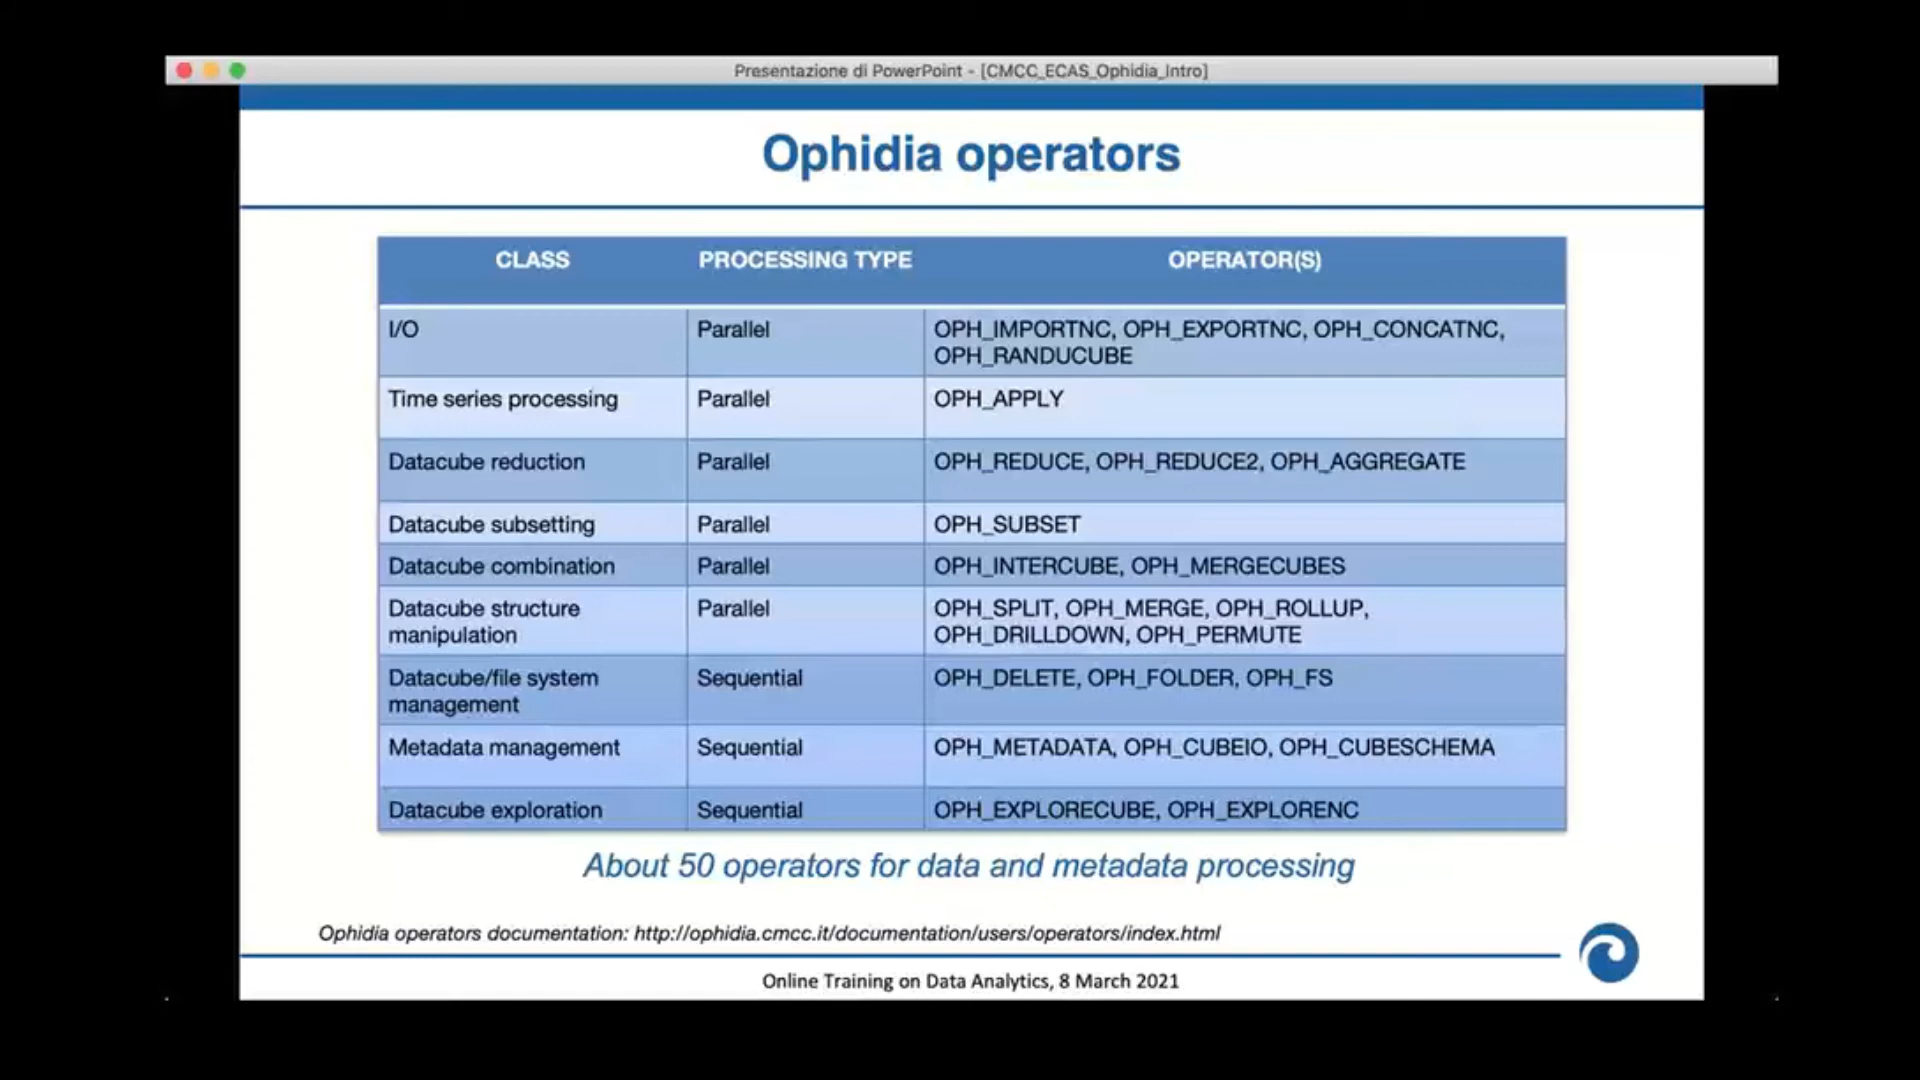 Presentazione di PowerPoint - [CMCC_ECAS_Ophidia_Intro]
Ophidia operators
CLASS PROCESSING TYPE OPERATOR(S)
I/O Parallel OPH_IMPORTNC, OPH_EXPORTNC, OPH_CONCATNC,
OPH_RANDUCUBE
Time series processing Parallel OPH_APPLY
Datacube reduction Parallel OPH_REDUCE, OPH_REDUCE2, OPH_AGGREGATE
Datacube subsetting Parallel OPH_SUBSET
Datacube combination Parallel OPH_INTERCUBE, OPH_MERGECUBES
Datacube structure Parallel OPH_SPLIT, OPH_MERGE, OPH_ROLLUP,
manipulation OPH_DRILLDOWN, OPH_PERMUTE
Datacube/file system Sequential OPH_DELETE, OPH_FOLDER, OPH_FS
management
Metadata management Sequential OPH_METADATA, OPH_CUBEIO, OPH_CUBESCHEMA
Datacube exploration Sequential OPH_EXPLORECUBE, OPH_EXPLORENC
About 50 operators for data and metadata processing
Ophidia operators documentation: http://ophidia.cmcc.it/documentation/users/operators/index.html
Online Training on Data Analytics, 8 March 2021